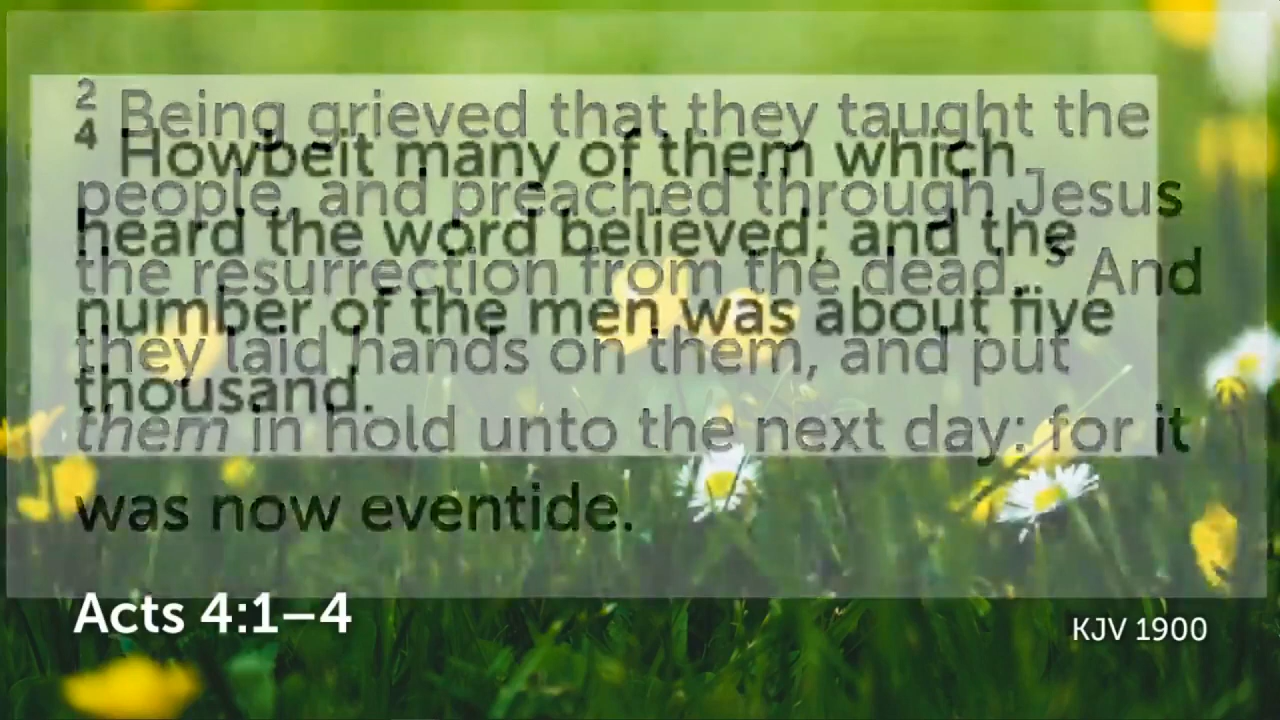 2 Being grieved that they taught the
people, and preached through Jesus
the resurrection from the dead. 3 And
they laid hands on them, and put
them in hold unto the next day: for it
was now eventide.
4 Howbeit many of them which
heard the word believed; and the
number of the men was about five
thousand.
Acts 4:1–4
KJV 1900